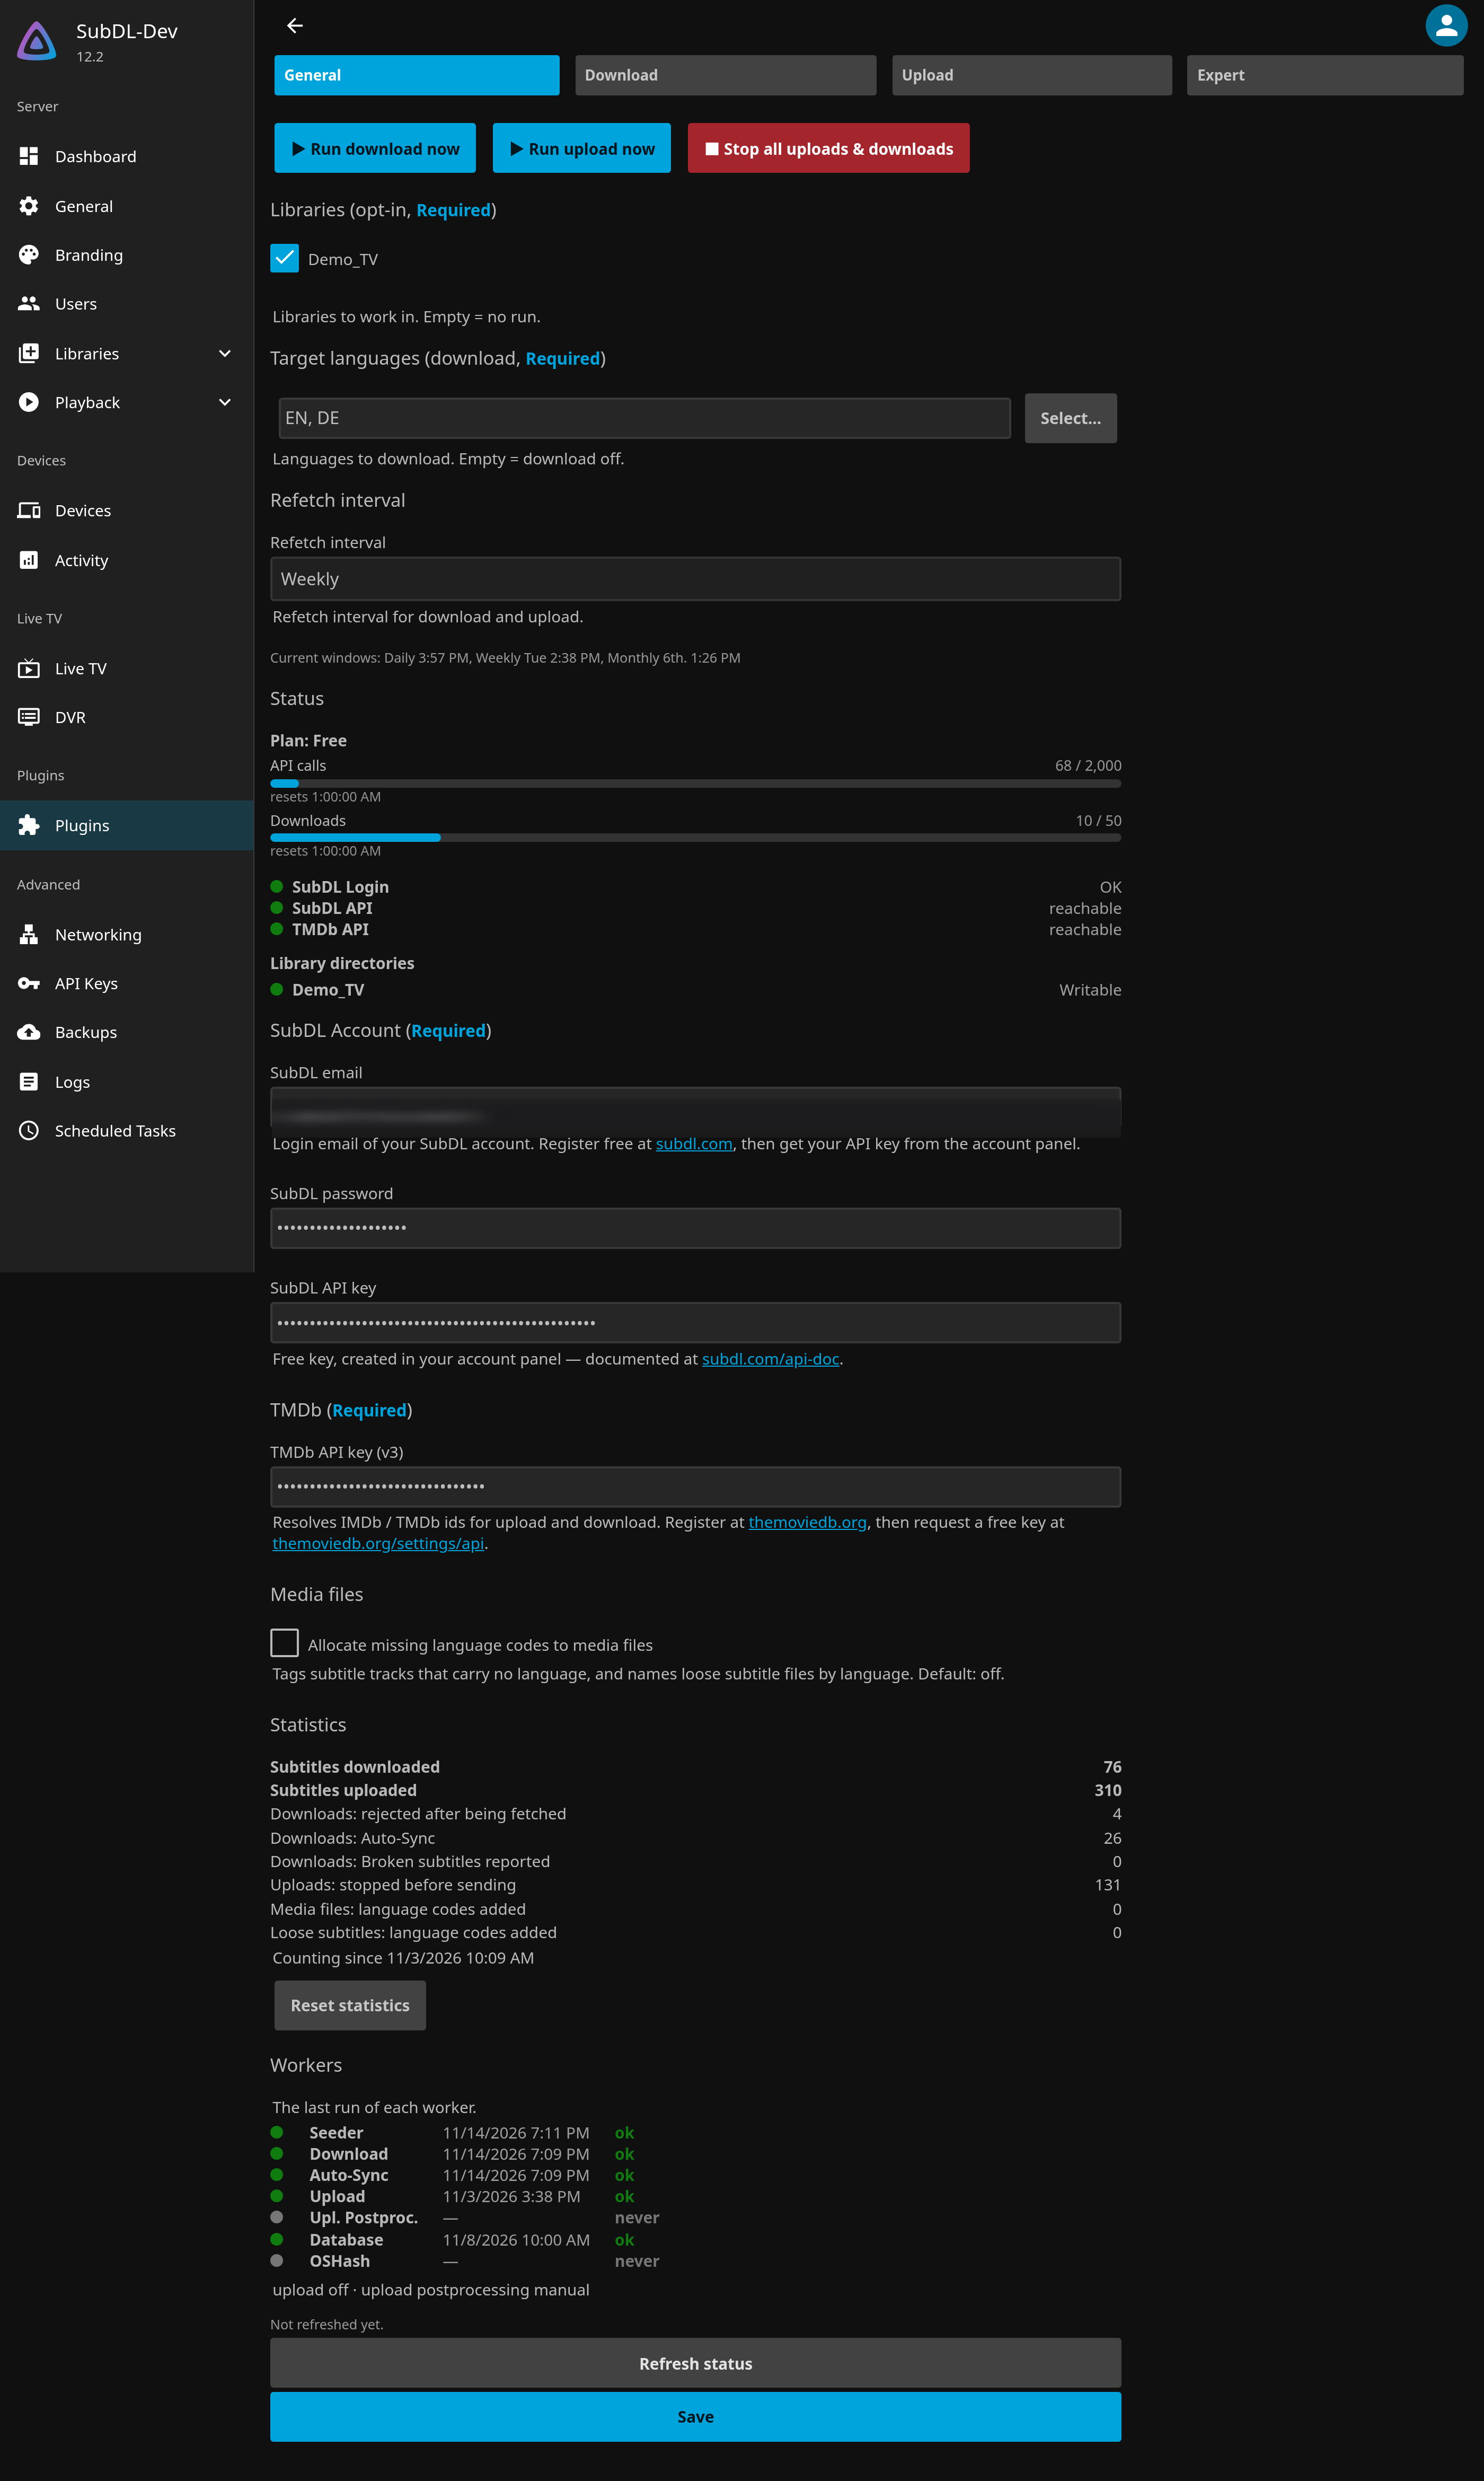 SubDL-Dev
12.2
Server
Dashboard
General
Branding
Users
Libraries
Playback
Devices
Devices
Activity
Live TV
Live TV
DVR
Plugins
Plugins
Advanced
Networking
API Keys
Backups
Logs
Scheduled Tasks
General Download Upload Expert
Run download now Run upload now Stop all uploads & downloads
Libraries (opt-in, Required)
Demo_TV
Libraries to work in. Empty = no run.
Target languages (download, Required)
EN, DE Select...
Languages to download. Empty = download off.
Refetch interval
Refetch interval
Weekly
Refetch interval for download and upload.
Current windows: Daily 3:57 PM, Weekly Tue 2:38 PM, Monthly 6th. 1:26 PM
Status
Plan: Free
API calls 68 / 2,000
resets 1:00:00 AM
Downloads 10 / 50
resets 1:00:00 AM
SubDL Login OK
SubDL API reachable
TMDb API reachable
Library directories
Demo_TV Writable
SubDL Account (Required)
SubDL email
Login email of your SubDL account. Register free at subdl.com, then get your API key from the account panel.
SubDL password
SubDL API key
Free key, created in your account panel — documented at subdl.com/api-doc.
TMDb (Required)
TMDb API key (v3)
Resolves IMDb / TMDb ids for upload and download. Register at themoviedb.org, then request a free key at
themoviedb.org/settings/api.
Media files
Allocate missing language codes to media files
Tags subtitle tracks that carry no language, and names loose subtitle files by language. Default: off.
Statistics
Subtitles downloaded 76
Subtitles uploaded 310
Downloads: rejected after being fetched 4
Downloads: Auto-Sync 26
Downloads: Broken subtitles reported 0
Uploads: stopped before sending 131
Media files: language codes added 0
Loose subtitles: language codes added 0
Counting since 11/3/2026 10:09 AM
Reset statistics
Workers
The last run of each worker.
Seeder 11/14/2026 7:11 PM ok
Download 11/14/2026 7:09 PM ok
Auto-Sync 11/14/2026 7:09 PM ok
Upload 11/3/2026 3:38 PM ok
Upl. Postproc. — never
Database 11/8/2026 10:00 AM ok
OSHash — never
upload off · upload postprocessing manual
Not refreshed yet.
Refresh status
Save